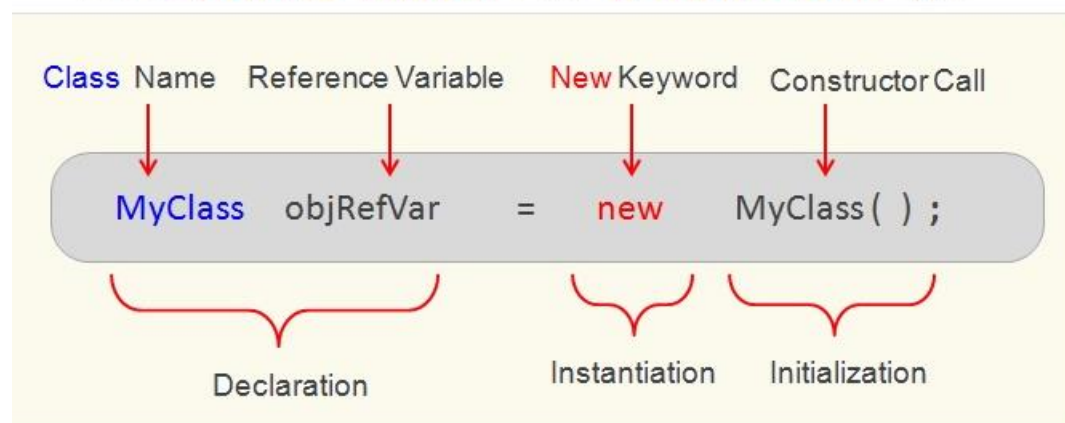 Class Name Reference Variable New Keyword Constructor Call
MyClass objRefVar = new MyClass( ) ;
Declaration Instantiation Initialization